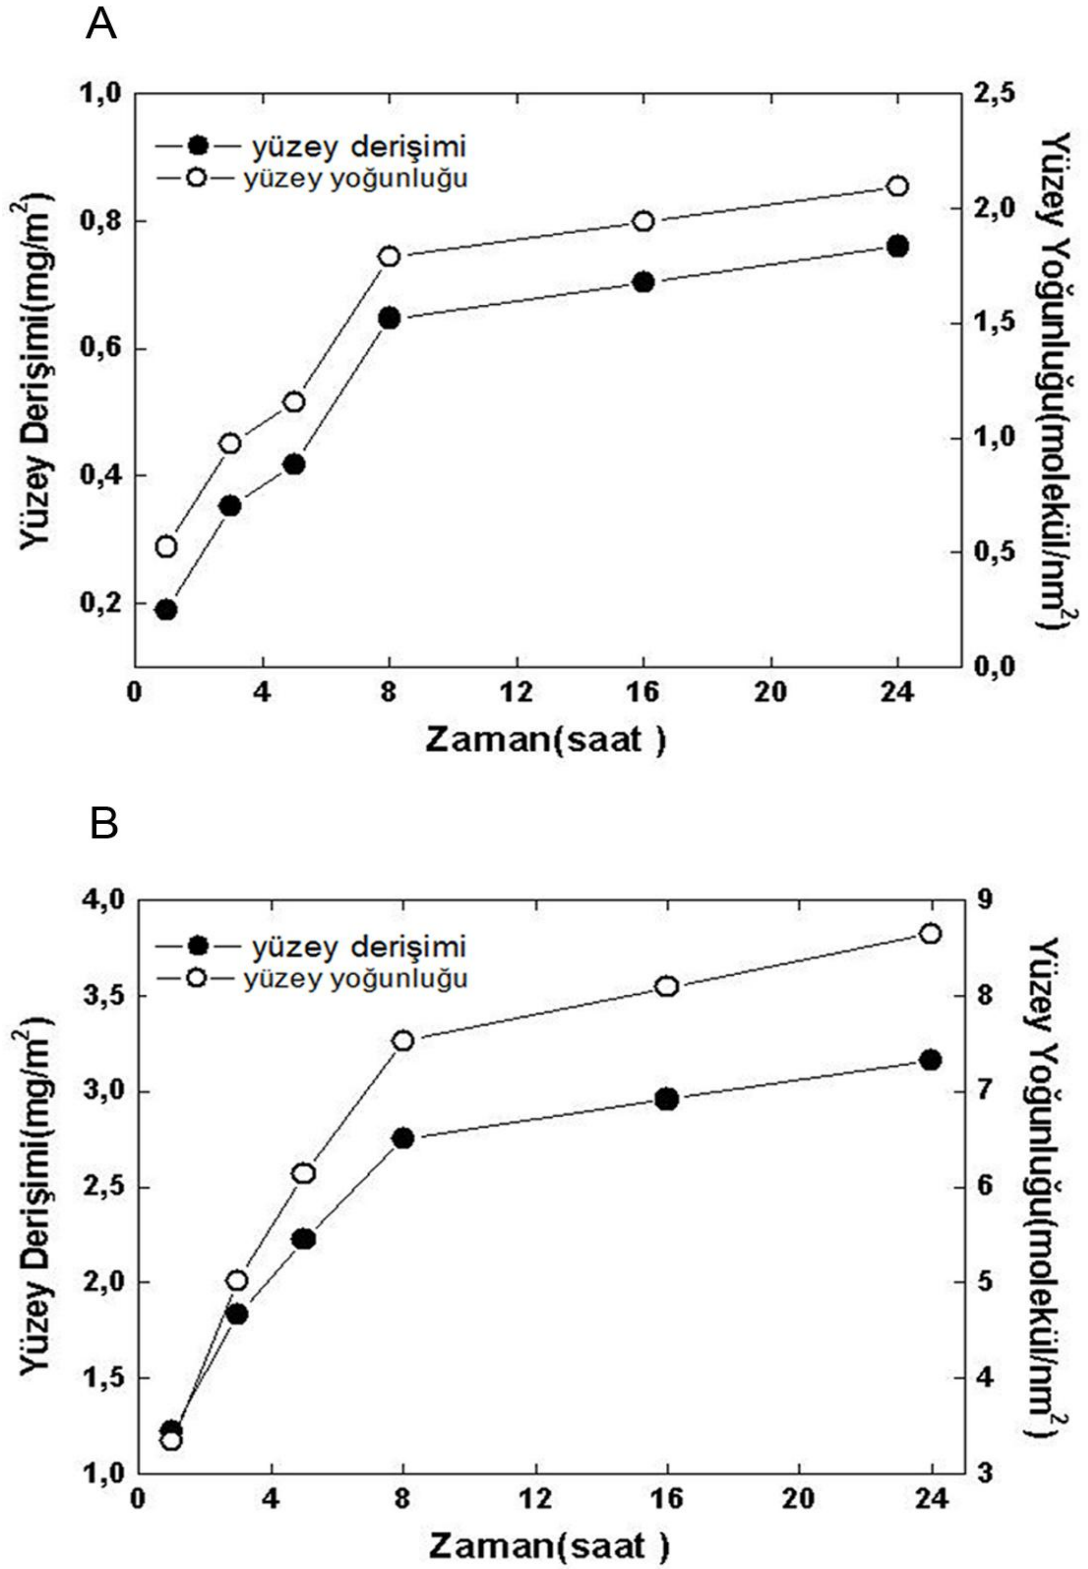 A
1,0
0,8
0,6
0,4
0,2
Yüzey Derişimi(mg/m²)
yüzey derişimi
yüzey yoğunluğu
2,5
2,0
1,5
1,0
0,5
0,0
Yüzey Yoğunluğu(molekül/nm²)
0 4 8 12 16 20 24
Zaman(saat )
B
4,0
3,5
3,0
2,5
2,0
1,5
1,0
Yüzey Derişimi(mg/m²)
yüzey derişimi
yüzey yoğunluğu
9
8
7
6
5
4
3
Yüzey Yoğunluğu(molekül/nm²)
0 4 8 12 16 20 24
Zaman(saat )